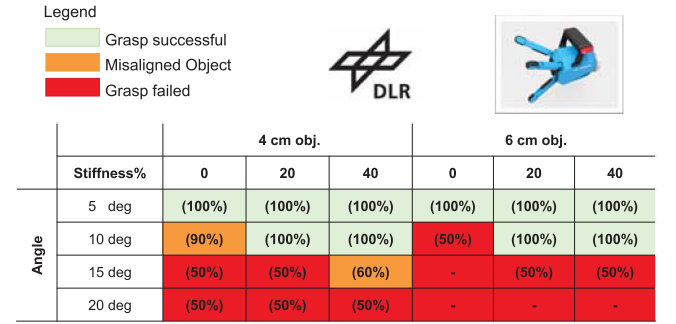 Legend
Grasp successful
Misaligned Object
Grasp failed
DLR
4 cm obj. 6 cm obj.
Stiffness% 0 20 40 0 20 40
Angle
5 deg (100%) (100%) (100%) (100%) (100%) (100%)
10 deg (90%) (100%) (100%) (50%) (100%) (100%)
15 deg (50%) (50%) (60%) - (50%) (50%)
20 deg (50%) (50%) (50%) - - -